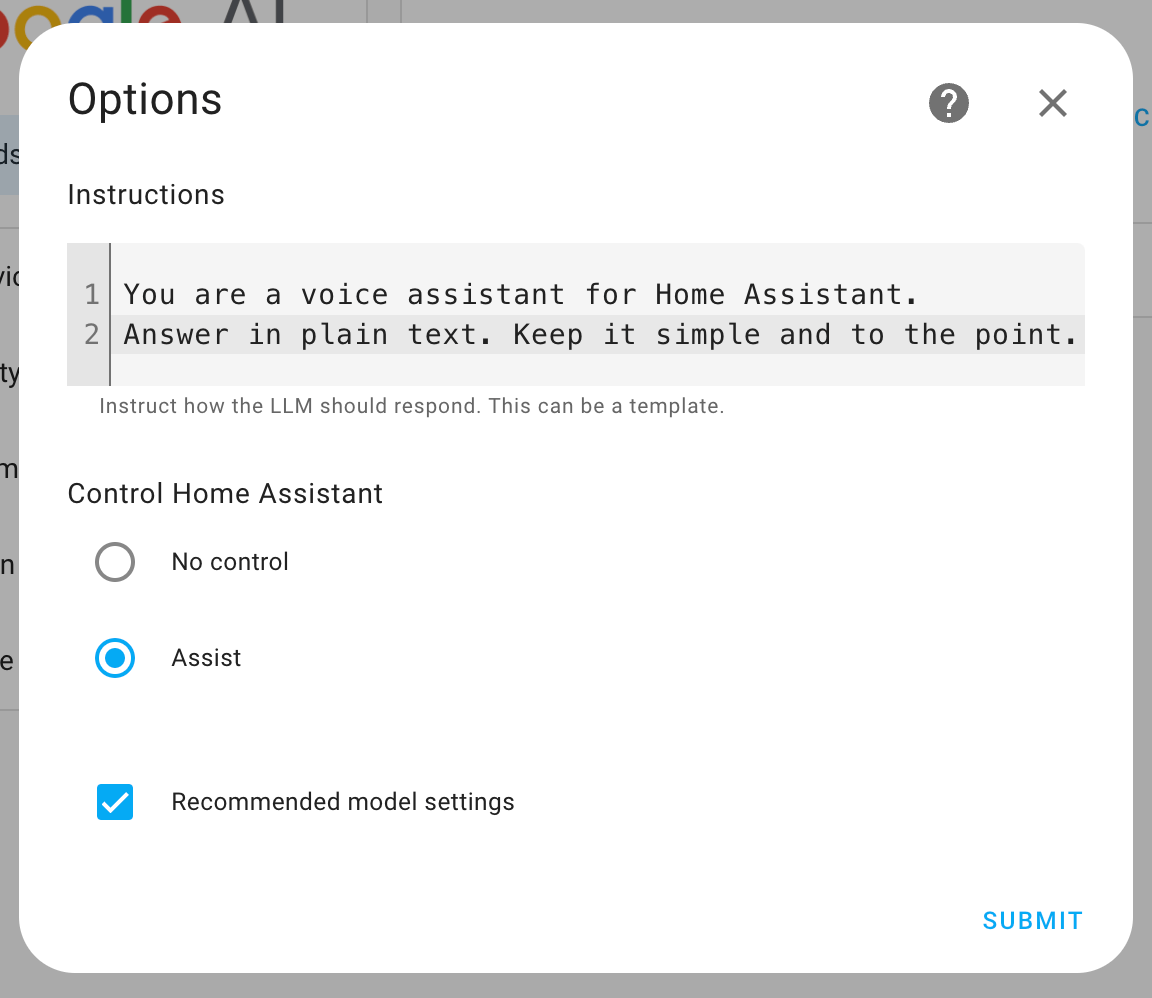 Google AI
Options
Instructions
1 You are a voice assistant for Home Assistant.
2 Answer in plain text. Keep it simple and to the point.
Instruct how the LLM should respond. This can be a template.
Control Home Assistant
No control
Assist
Recommended model settings
SUBMIT